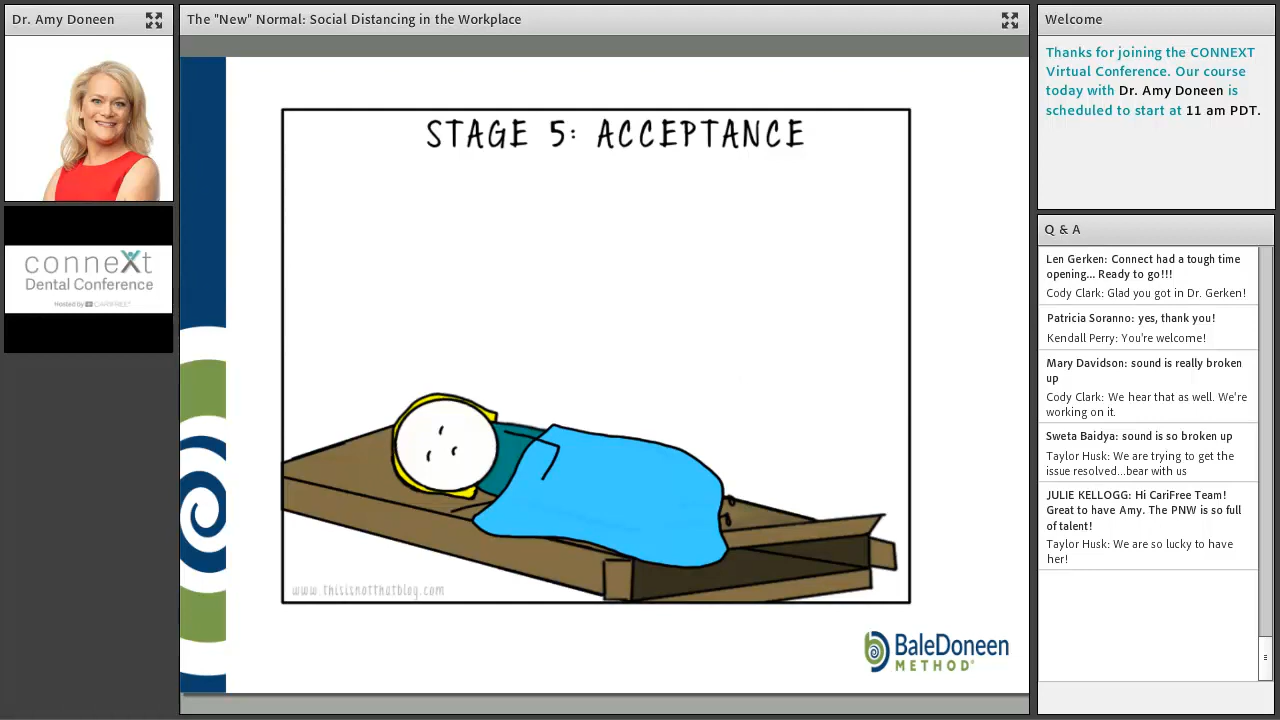 Dr. Amy Doneen
The "New" Normal: Social Distancing in the Workplace
Welcome
Thanks for joining the CONNEXT
Virtual Conference. Our course
today with Dr. Amy Doneen is
scheduled to start at 11 am PDT.
STAGE 5: ACCEPTANCE
www.thisisnotthatblog.com
BaleDoneen
METHOD®
conneXt
Dental Conference
Hosted by CARIFREE®
Q & A
Len Gerken: Connect had a tough time
opening... Ready to go!!!
Cody Clark: Glad you got in Dr. Gerken!
Patricia Soranno: yes, thank you!
Kendall Perry: You're welcome!
Mary Davidson: sound is really broken
up
Cody Clark: We hear that as well. We're
working on it.
Sweta Baidya: sound is so broken up
Taylor Husk: We are trying to get the
issue resolved...bear with us
JULIE KELLOGG: Hi CariFree Team!
Great to have Amy. The PNW is so full
of talent!
Taylor Husk: We are so lucky to have
her!